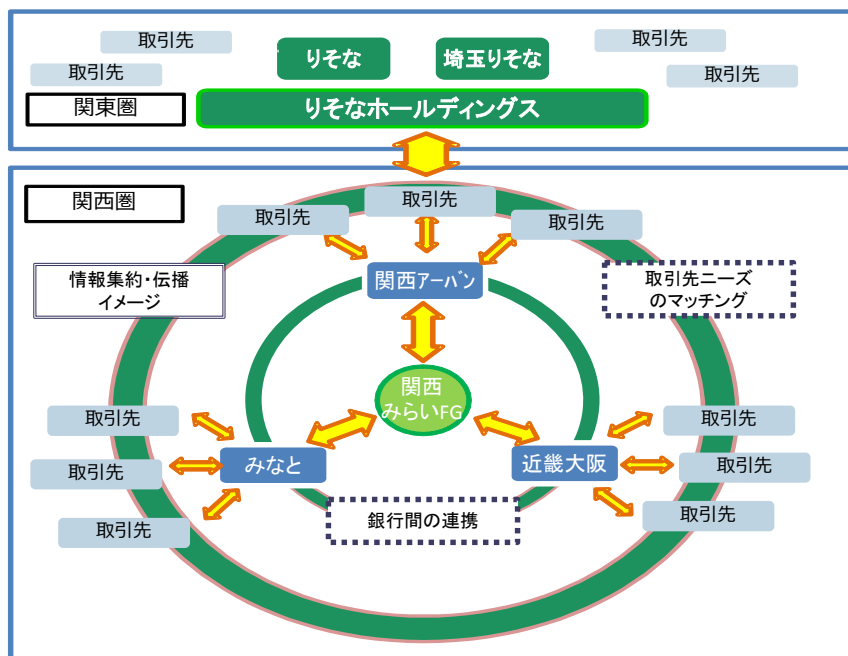 取引先
取引先
りそな
埼玉りそな
取引先
取引先
関東圏
りそなホールディングス
関西圏
取引先
取引先
取引先
情報集約・伝播
イメージ
関西アーバン
取引先ニーズ
のマッチング
関西
みらいFG
取引先
取引先
取引先
みなと
近畿大阪
取引先
取引先
取引先
銀行間の連携